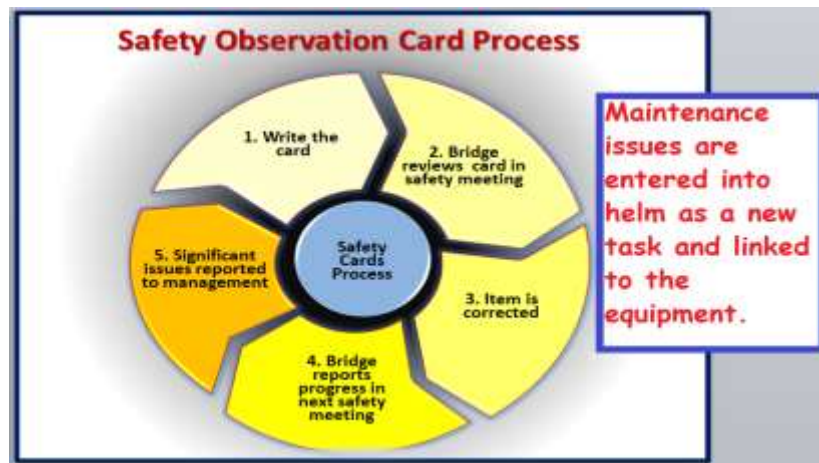 Safety Observation Card Process
1. Write the
card
2. Bridge
reviews card in
safety meeting
3. Item is
corrected
4. Bridge
reports
progress in
next safety
meeting
5. Significant
issues reported
to management
Safety
Cards
Process
Maintenance
issues are
entered into
helm as a new
task and linked
to the
equipment.